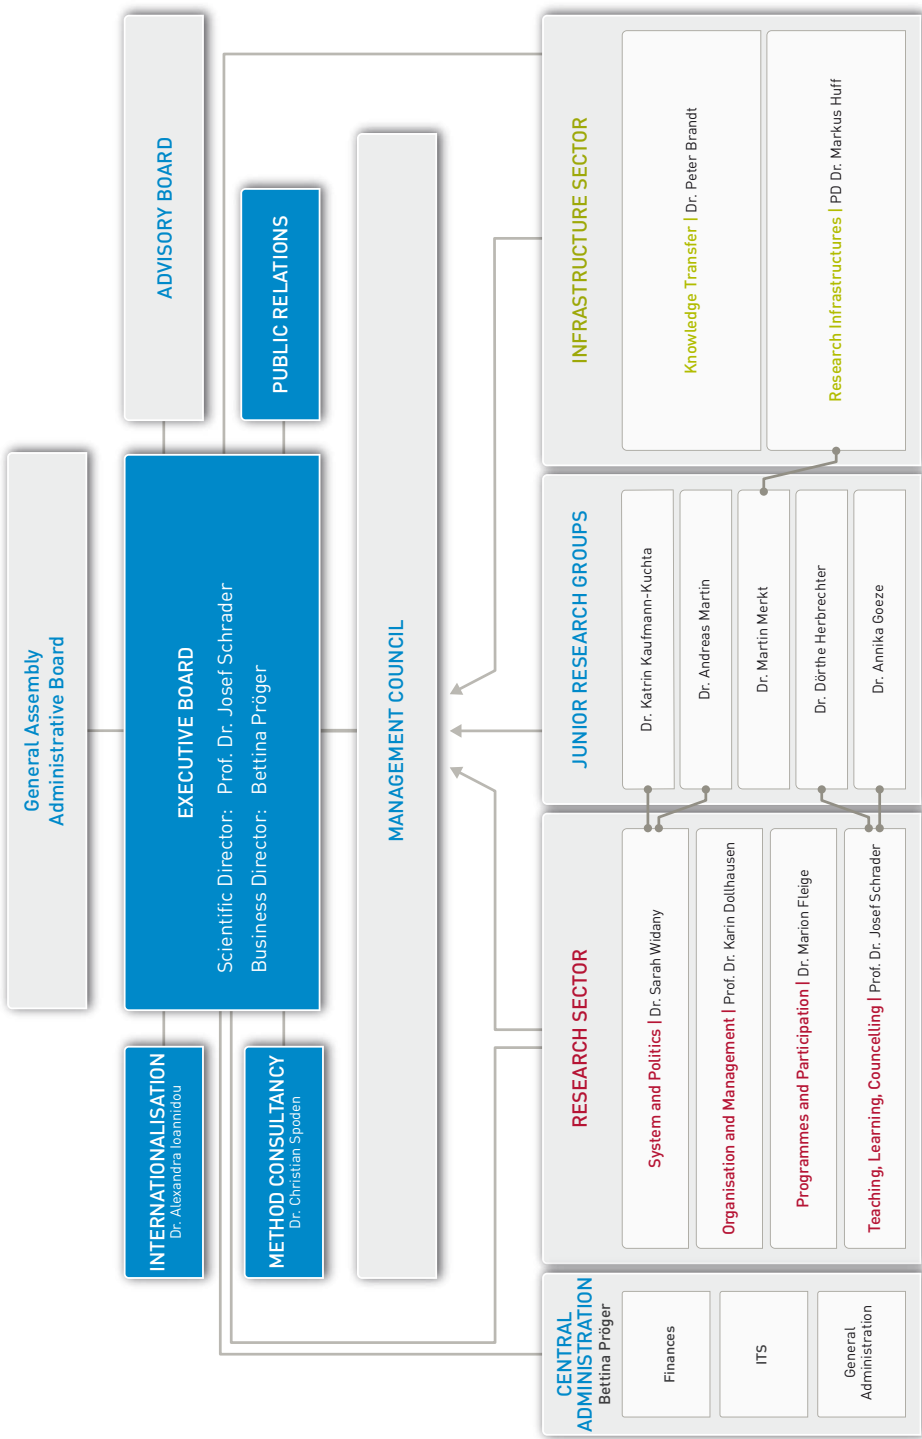 General Assembly
Administrative Board
INTERNATIONALISATION
Dr. Alexandra Ioannidou
METHOD CONSULTANCY
Dr. Christian Spoden
EXECUTIVE BOARD
Scientific Director: Prof. Dr. Josef Schrader
Business Director: Bettina Pröger
ADVISORY BOARD
PUBLIC RELATIONS
MANAGEMENT COUNCIL
CENTRAL
ADMINISTRATION
Bettina Pröger
Finances
ITS
General
Administration
RESEARCH SECTOR
System and Politics | Dr. Sarah Widany
Organisation and Management | Prof. Dr. Karin Dollhausen
Programmes and Participation | Dr. Marion Fleige
Teaching, Learning, Councelling | Prof. Dr. Josef Schrader
JUNIOR RESEARCH GROUPS
Dr. Katrin Kaufmann-Kuchta
Dr. Andreas Martin
Dr. Martin Merkt
Dr. Dörthe Herbrechter
Dr. Annika Goeze
INFRASTRUCTURE SECTOR
Knowledge Transfer | Dr. Peter Brandt
Research Infrastructures | PD Dr. Markus Huff